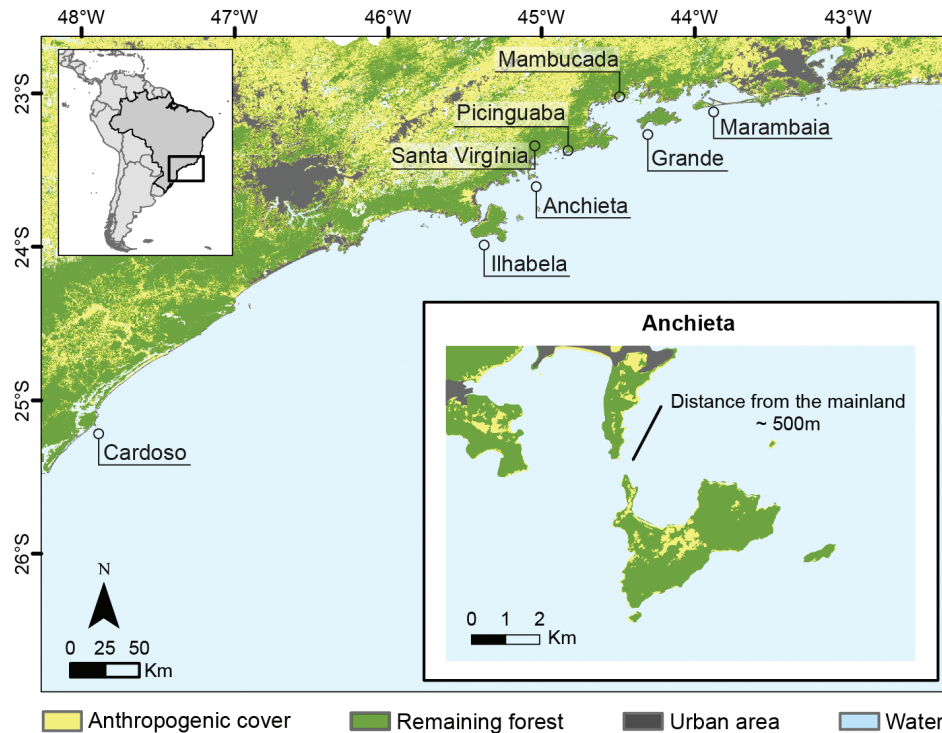 48°W 47°W 46°W 45°W 44°W 43°W
23°S
24°S
25°S
26°S
Mambucada
Picinguaba
Santa Virgínia
Marambaia
Grande
Anchieta
Ilhabela
Cardoso
Anchieta
Distance from the mainland
~ 500m
0 1 2
Km
N
0 25 50
Km
Anthropogenic cover Remaining forest Urban area Water